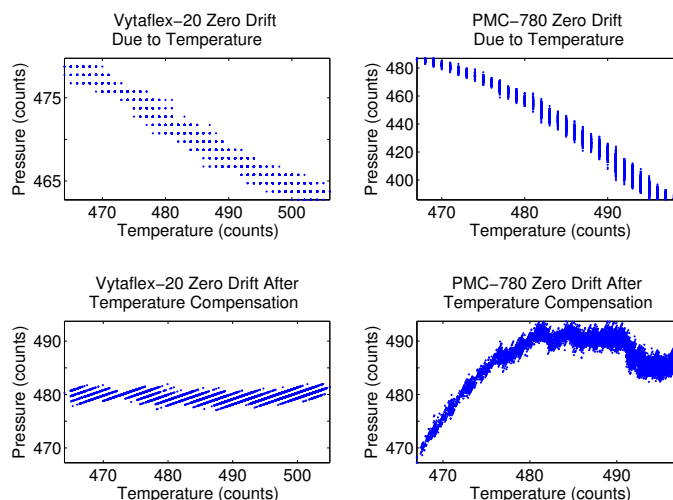 Vytaflex−20 Zero Drift
Due to Temperature
475
465
Pressure (counts)
470 480 490 500
Temperature (counts)
PMC−780 Zero Drift
Due to Temperature
480
460
440
420
400
Pressure (counts)
470 480 490
Temperature (counts)
Vytaflex−20 Zero Drift After
Temperature Compensation
490
480
470
Pressure (counts)
470 480 490 500
Temperature (counts)
PMC−780 Zero Drift After
Temperature Compensation
490
480
470
Pressure (counts)
470 480 490
Temperature (counts)